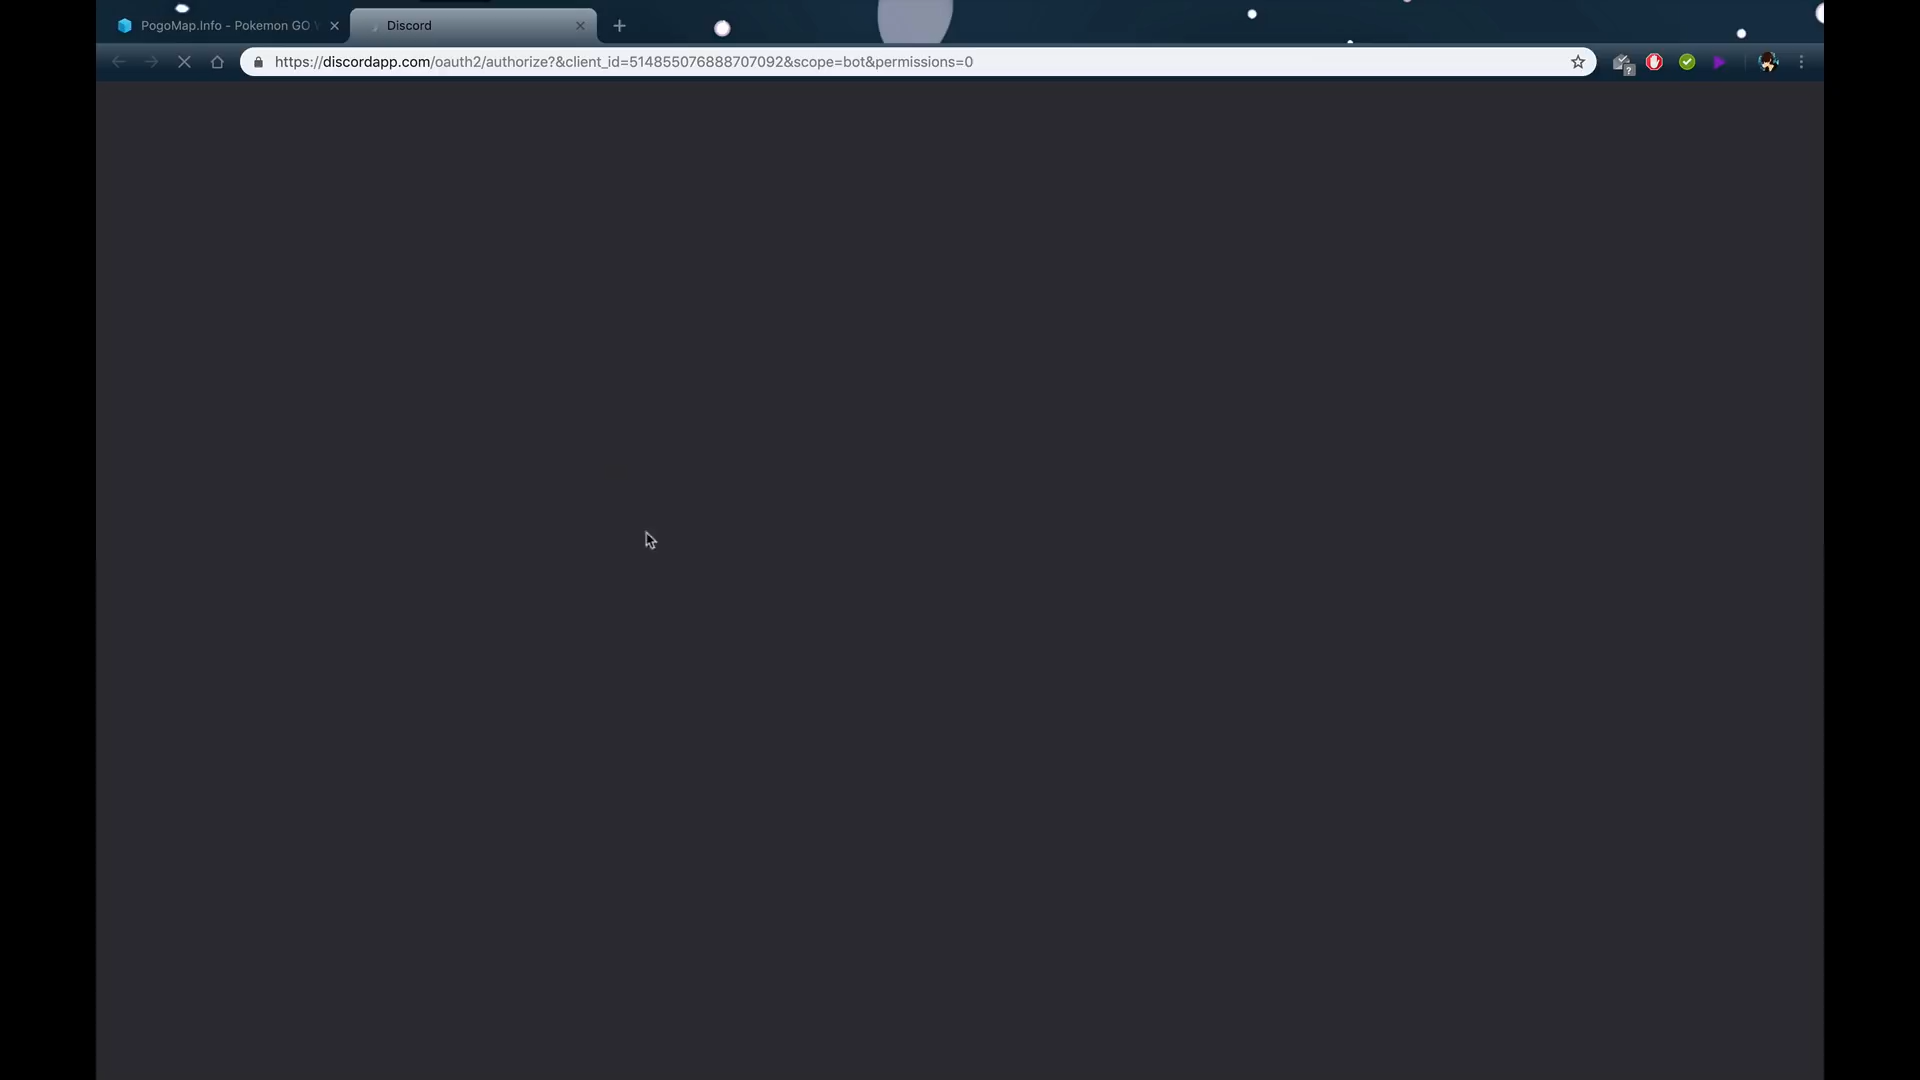 PogoMap.Info - Pokemon GO
Discord
https://discordapp.com/oauth2/authorize?&client_id=514855076888707092&scope=bot&permissions=0
?